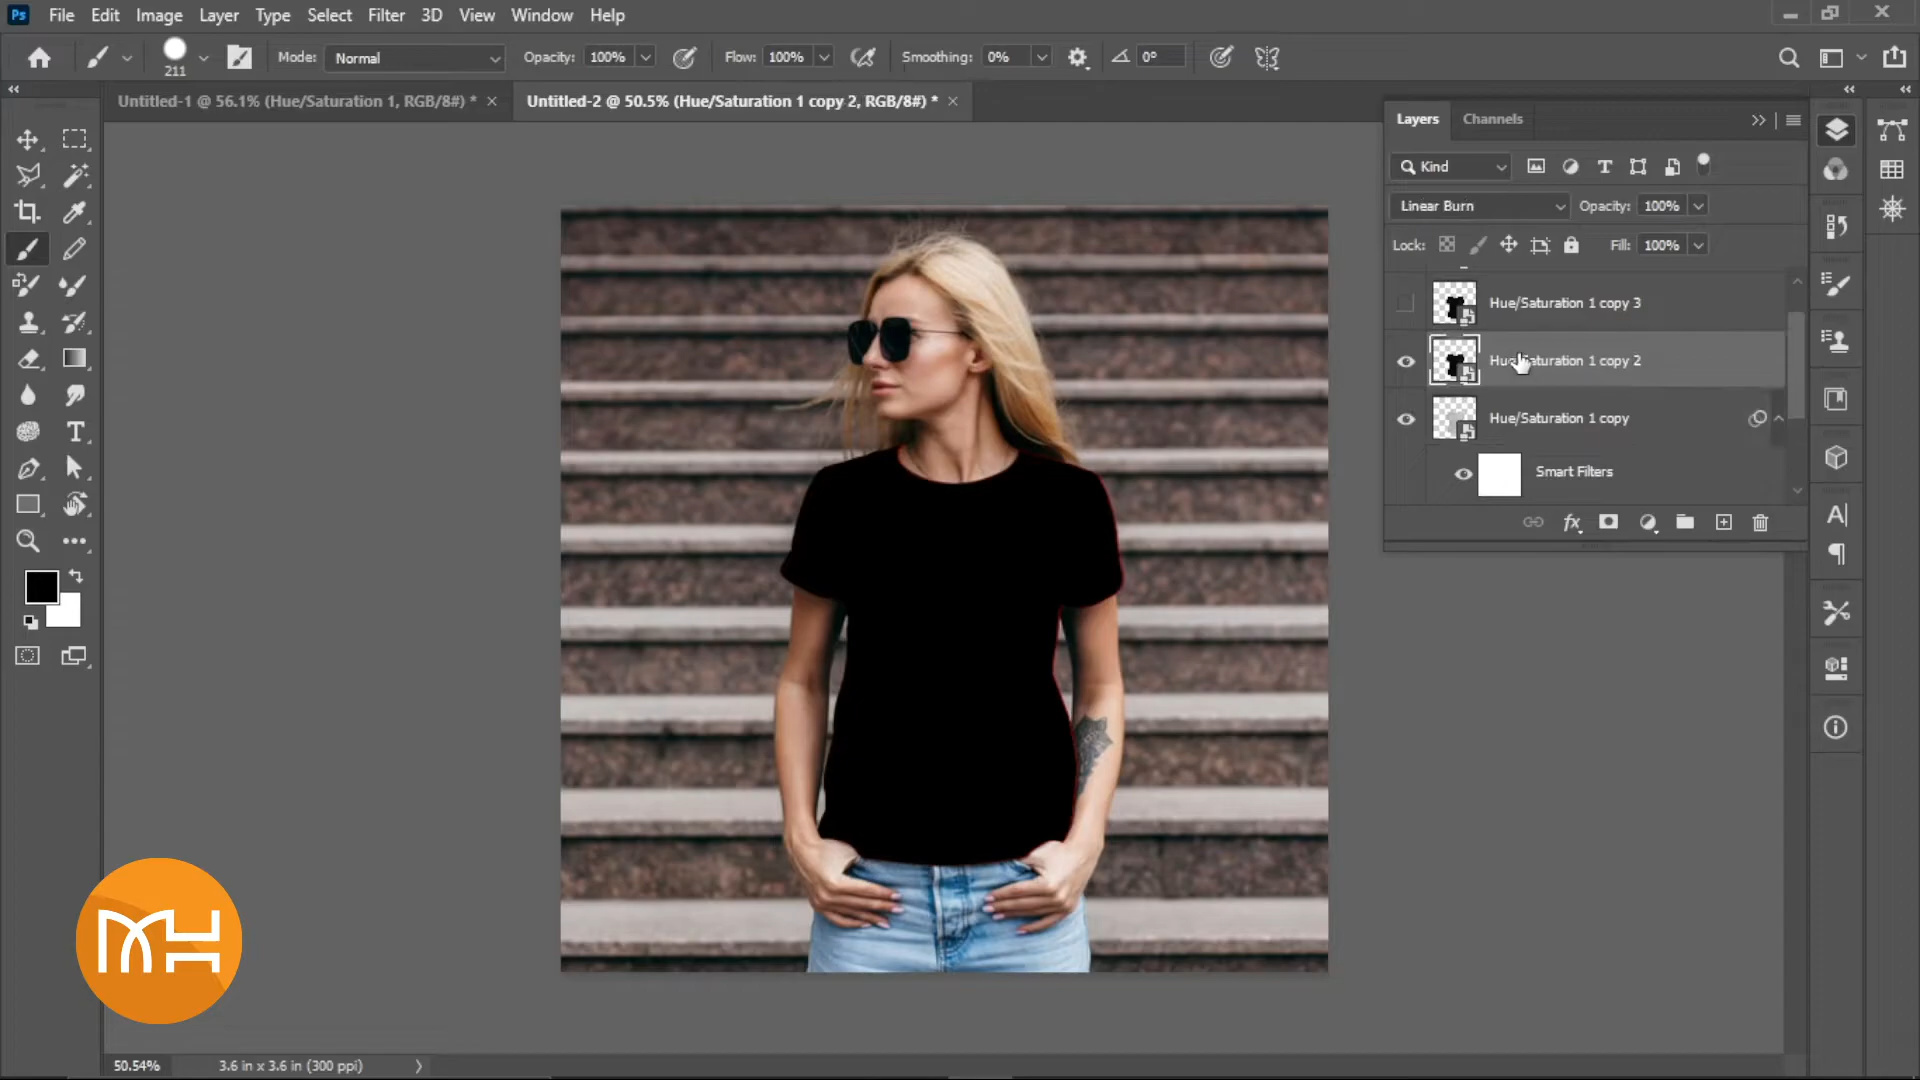 Ps File Edit Image Layer Type Select Filter 3D View Window Help
211 Mode: Normal Opacity: 100% Flow: 100% Smoothing: 0% 0°
Untitled-1 @ 56.1% (Hue/Saturation 1, RGB/8#) * Untitled-2 @ 50.5% (Hue/Saturation 1 copy 2, RGB/8#) *
Layers Channels
Kind
Linear Burn Opacity: 100%
Lock: Fill: 100%
Hue/Saturation 1 copy 3
Hue/Saturation 1 copy 2
Hue/Saturation 1 copy
Smart Filters
MH
50.54% 3.6 in x 3.6 in (300 ppi)